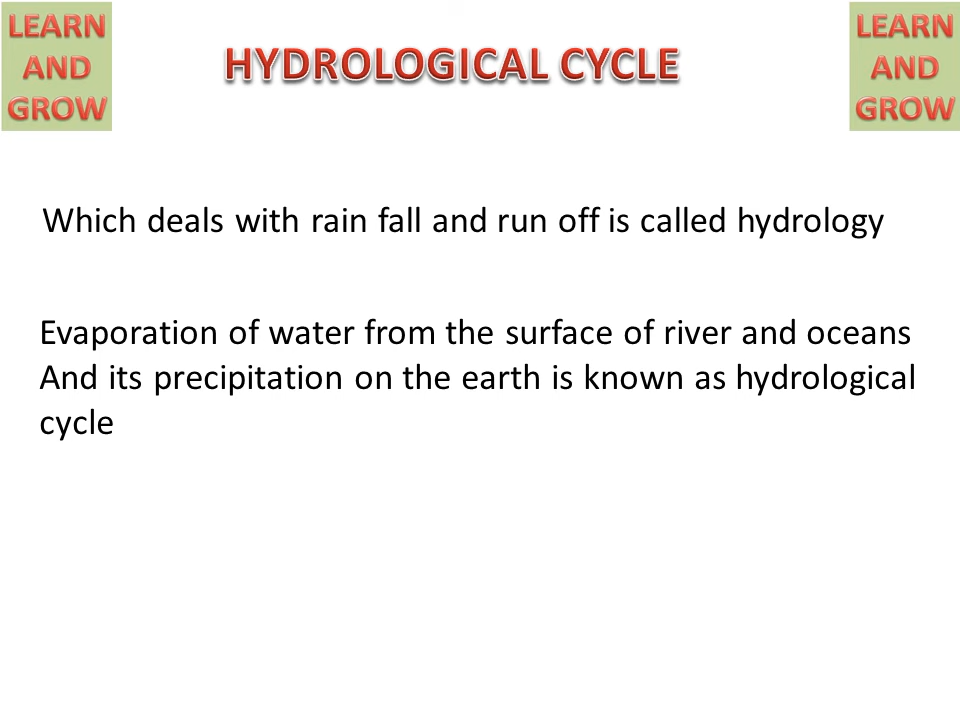 LEARN
AND
GROW
HYDROLOGICAL CYCLE
LEARN
AND
GROW
Which deals with rain fall and run off is called hydrology
Evaporation of water from the surface of river and oceans
And its precipitation on the earth is known as hydrological
cycle